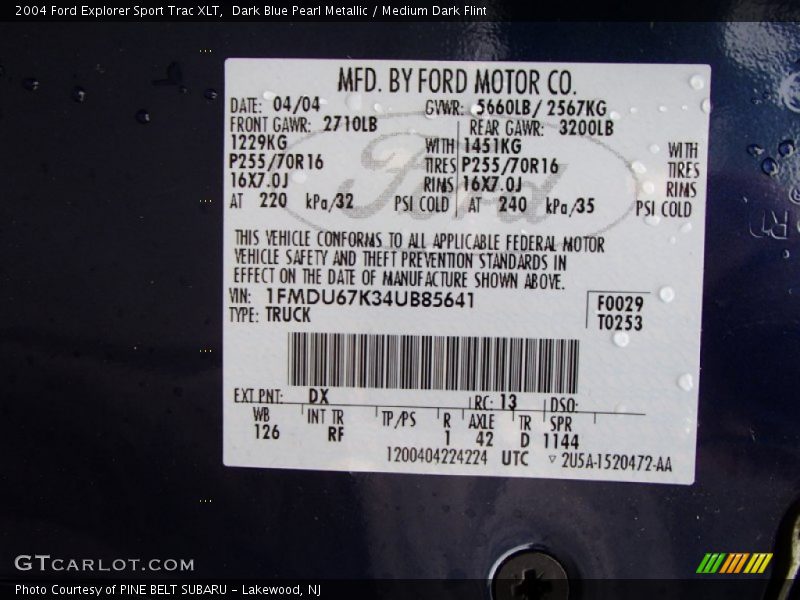 2004 Ford Explorer Sport Trac XLT,  Dark Blue Pearl Metallic / Medium Dark Flint
MFD. BY FORD MOTOR CO.
DATE: 04/04 GVWR: 5660LB/ 2567KG
FRONT GAWR: 2710LB REAR GAWR: 3200LB
1229KG WITH 1451KG WITH
P255/70R16 TIRES P255/70R16 TIRES
16X7.0J RIMS 16X7.0J RIMS
AT 220 kPa/32 PSI COLD AT 240 kPa/35 PSI COLD
Ford
THIS VEHICLE CONFORMS TO ALL APPLICABLE FEDERAL MOTOR
VEHICLE SAFETY AND THEFT PREVENTION STANDARDS IN
EFFECT ON THE DATE OF MANUFACTURE SHOWN ABOVE.
VIN: 1FMDU67K34UB85641 F0029
TYPE: TRUCK T0253
EXT PNT: DX RC: 13 DSO:
WB INT TR TP/PS R AXLE TR SPR
126 RF 1 42 D 1144
1200404224224 UTC ▽ 2U5A-1520472-AA
GTCARLOT.COM
Photo Courtesy of PINE BELT SUBARU - Lakewood, NJ